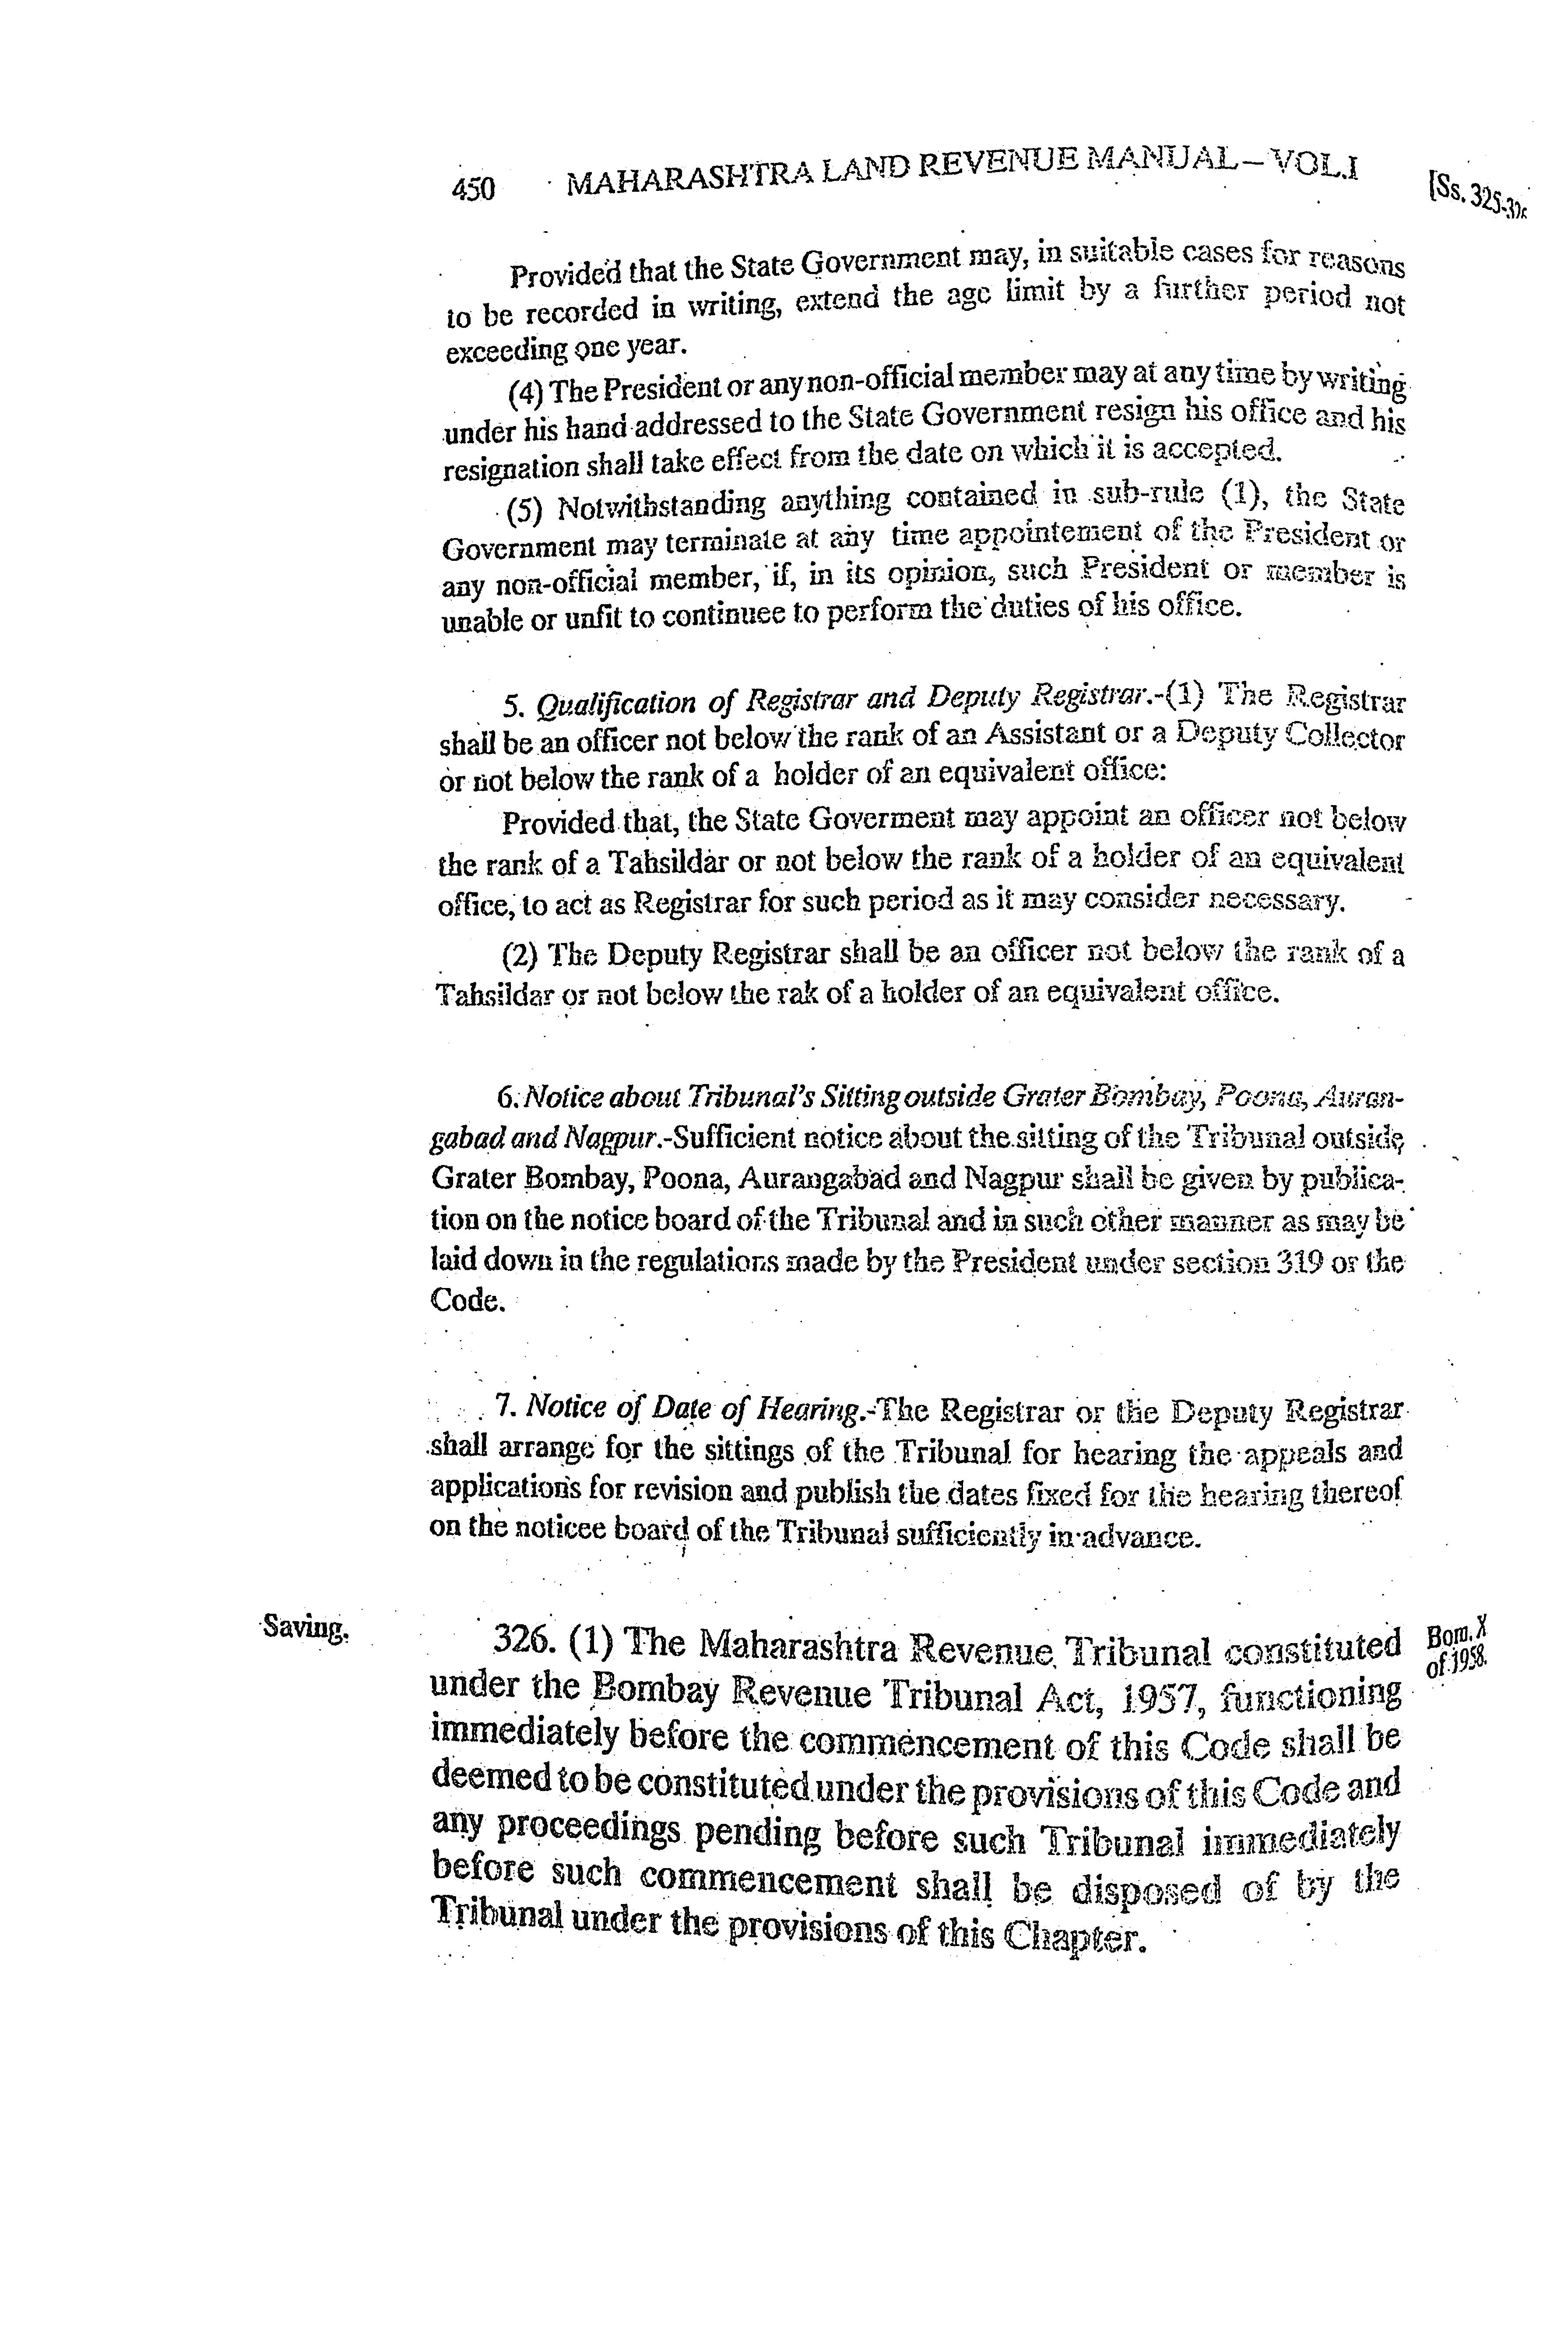 450 MAHARASHTRA LAND REVENUE MANUAL – VOL.I [Ss. 325-326
Provided that the State Government may, in suitable cases for reasons
to be recorded in writing, extend the age limit by a further period not
exceeding one year.
(4) The President or any non-official member may at any time by writing
under his hand addressed to the State Government resign his office and his
resignation shall take effect from the date on which it is accepted.
(5) Notwithstanding anything contained in sub-rule (1), the State
Government may terminate at any time appointement of the President or
any non-official member, if, in its opinion, such President or member is
unable or unfit to continuee to perform the duties of his office.
5. Qualification of Registrar and Deputy Registrar.-(1) The Registrar
shall be an officer not below the rank of an Assistant or a Deputy Collector
or not below the rank of a holder of an equivalent office:
Provided that, the State Goverment may appoint an officer not below
the rank of a Tahsildar or not below the rank of a holder of an equivalent
office, to act as Registrar for such period as it may consider necessary.
(2) The Deputy Registrar shall be an officer not below the rank of a
Tahsildar or not below the rak of a holder of an equivalent office.
6. Notice about Tribunal's Sitting outside Grater Bombay, Poona, Auran-
gabad and Nagpur.-Sufficient notice about the sitting of the Tribunal outside
Grater Bombay, Poona, Aurangabad and Nagpur shall be given by publica-
tion on the notice board of the Tribunal and in such other manner as may be
laid down in the regulations made by the President under section 319 or the
Code.
7. Notice of Date of Hearing.-The Registrar or the Deputy Registrar
shall arrange for the sittings of the Tribunal for hearing the appeals and
applications for revision and publish the dates fixed for the hearing thereof
on the noticee board of the Tribunal sufficiently in advance.
Saving. 326. (1) The Maharashtra Revenue Tribunal constituted Bom. X
under the Bombay Revenue Tribunal Act, 1957, functioning of 1958.
immediately before the commencement of this Code shall be
deemed to be constituted under the provisions of this Code and
any proceedings pending before such Tribunal immediately
before such commencement shall be disposed of by the
Tribunal under the provisions of this Chapter.